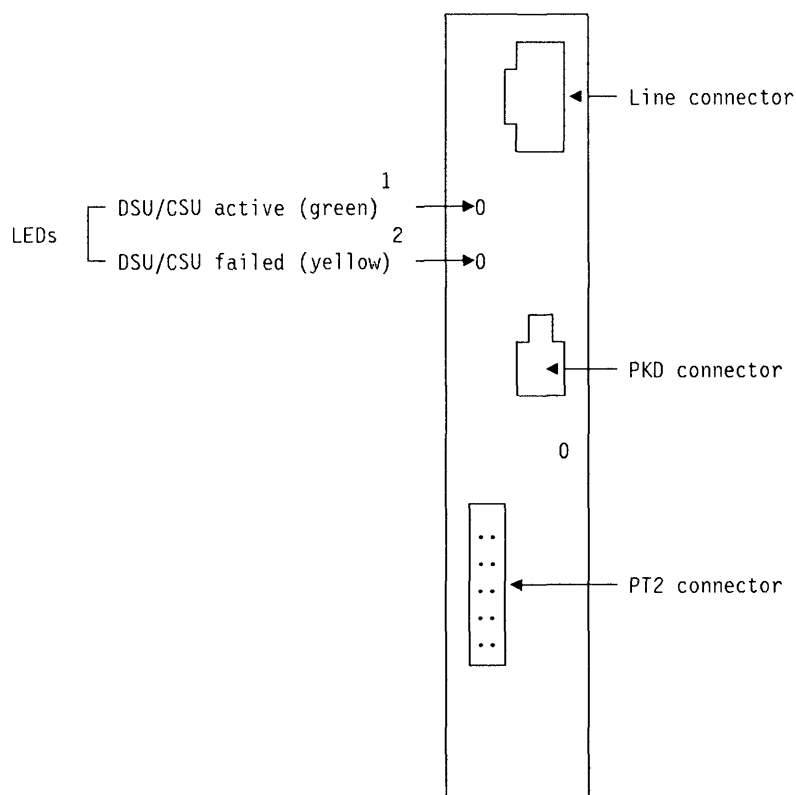 Line connector
1
DSU/CSU active (green) 0
LEDs
2
DSU/CSU failed (yellow) 0
PKD connector
0
PT2 connector